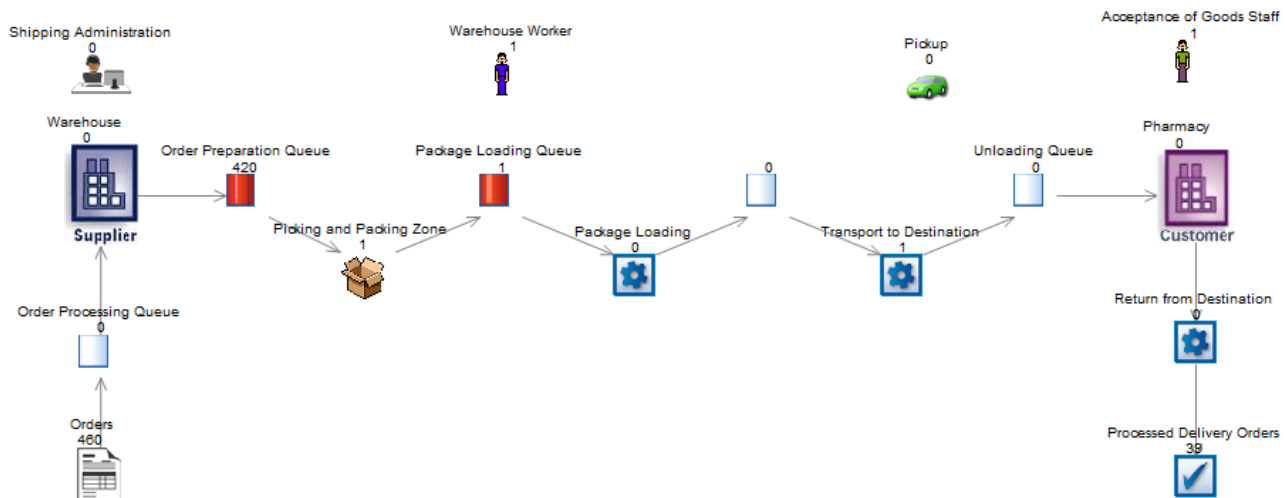 Shipping Administration
0
Warehouse Worker
1
Pickup
0
Acceptance of Goods Staff
1
Warehouse
0
Supplier
Order Preparation Queue
420
Package Loading Queue
1
0
Unloading Queue
0
Pharmacy
0
Customer
Picking and Packing Zone
1
Package Loading
0
Transport to Destination
1
Order Processing Queue
0
Return from Destination
0
Orders
460
Processed Delivery Orders
39